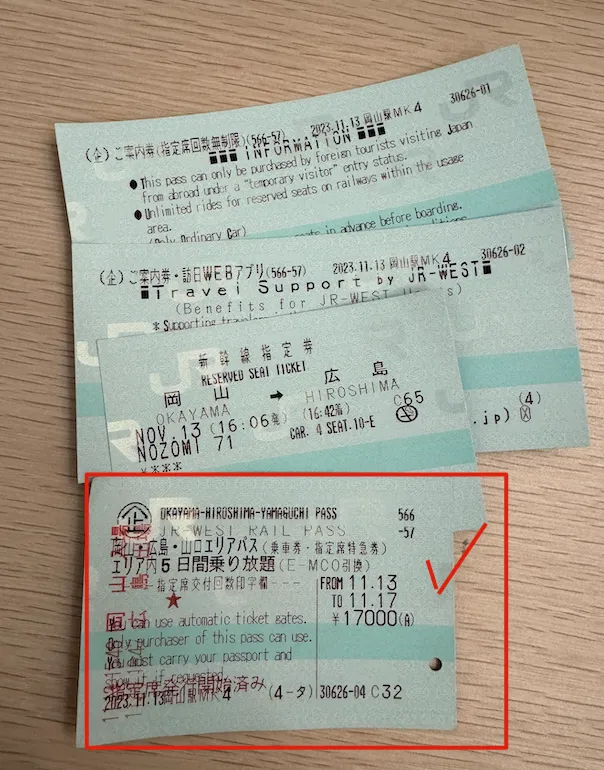 (企)ご案内券(指定席回数無制限)(566-57) 2023.11.13 岡山駅MK4 30626-01
■■■ INFORMATION ■■■
●This pass can only be purchased by foreign tourists visiting Japan
from abroad under a "temporary visitor" entry status.
●Unlimited rides for reserved seats on railways within the usage
area.
(Only Ordinary Car)
in advance before boarding.
(企)ご案内券・訪日WEBアプリ(566-57) 2023.11.13 岡山駅MK4 30626-02
■Travel Support by JR-WEST■
(Benefits for JR-WEST
*Supporting
(4)
.jp)
新幹線指定券
RESERVED SEAT TICKET
岡山 → 広島
OKAYAMA HIROSHIMA
C65
NOV.13 (16:06発) (16:42着)
NOZOMI 71 CAR.4 SEAT.10-E
¥***
企 OKAYAMA-HIROSHIMA-YAMAGUCHI PASS 566
JR-WEST RAIL PASS -57
岡山・広島・山口エリアパス(乗車券・指定席特急券)
エリア内5日間乗り放題(E-MCO引換)
---指定席交付回数印字欄---
FROM 11.13
TO 11.17
¥17000(A)
★
You can use automatic ticket gates.
Only purchaser of this pass can use.
You must carry your passport and
show it if
指定席発行開始済み
2023.11.13岡山駅MK4 (4-タ) 30626-04 C32